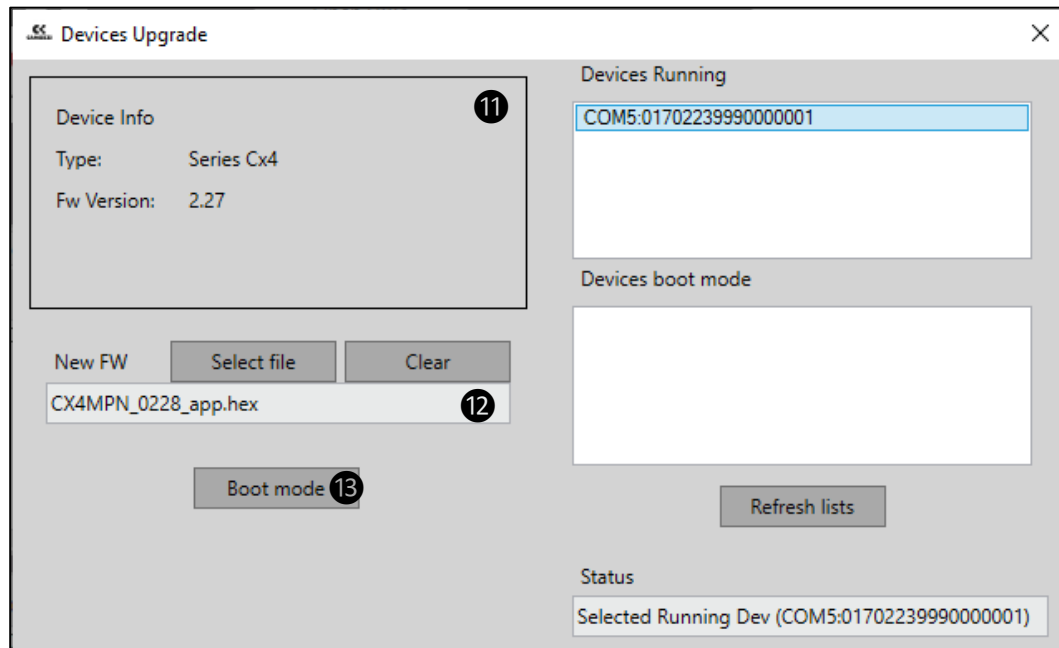 Devices Upgrade
Device Info
11
Type: Series Cx4
Fw Version: 2.27
New FW Select file Clear
CX4MPN_0228_app.hex 12
Boot mode 13
Devices Running
COM5:01702239990000001
Devices boot mode
Refresh lists
Status
Selected Running Dev (COM5:01702239990000001)